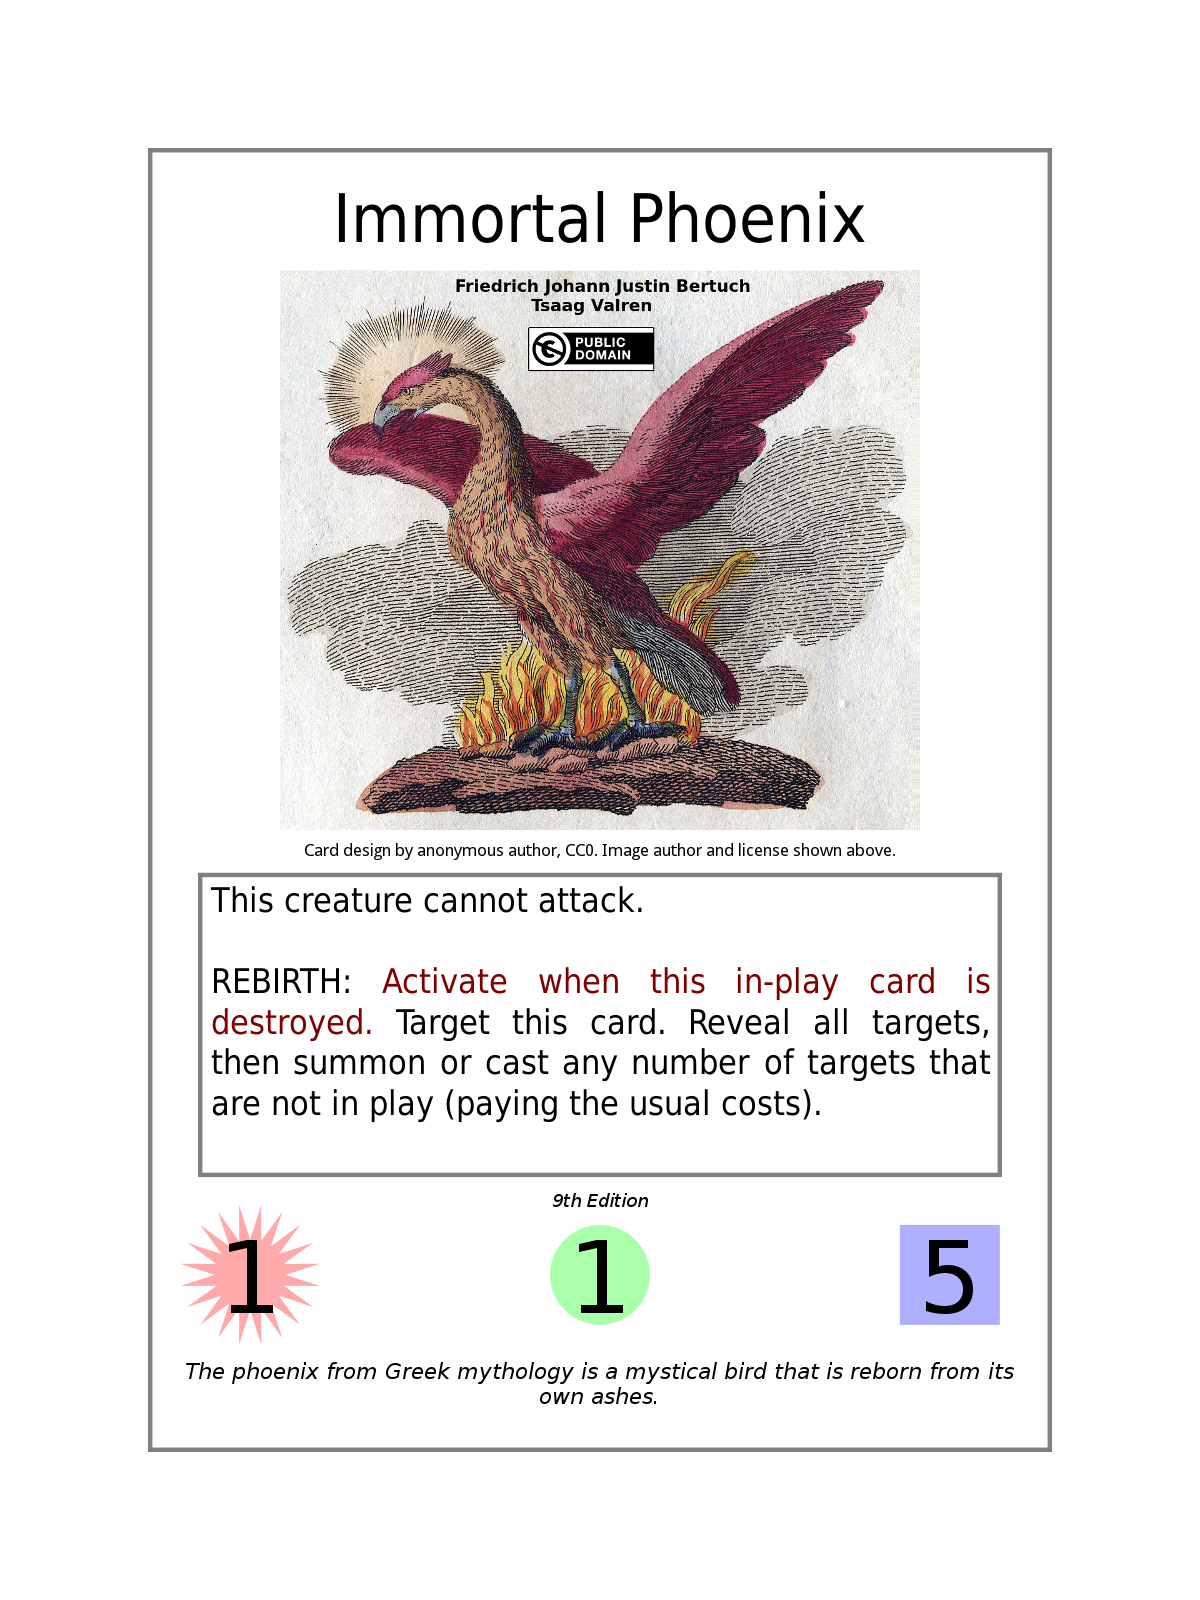 Immortal Phoenix
Friedrich Johann Justin Bertuch
Tsaag Valren
PUBLIC
DOMAIN
Card design by anonymous author, CC0. Image author and license shown above.
This creature cannot attack.
REBIRTH: Activate when this in-play card is
destroyed. Target this card. Reveal all targets,
then summon or cast any number of targets that
are not in play (paying the usual costs).
9th Edition
1
1
5
The phoenix from Greek mythology is a mystical bird that is reborn from its
own ashes.